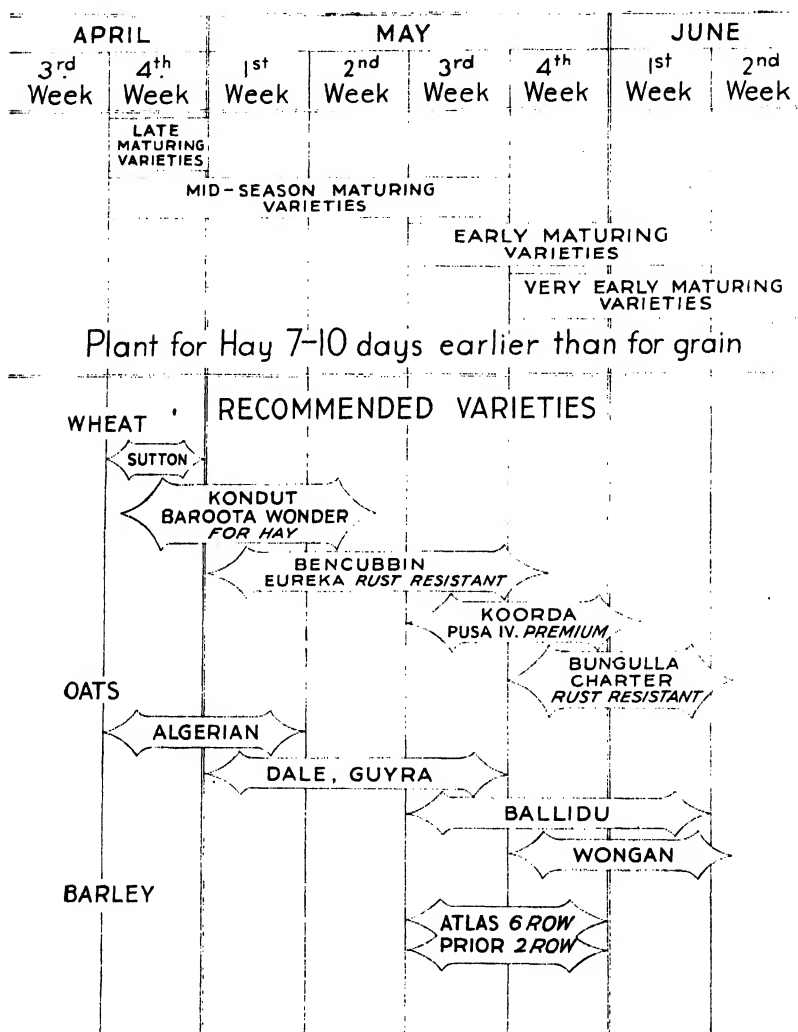 APRIL MAY JUNE
3rd Week 4th Week 1st Week 2nd Week 3rd Week 4th Week 1st Week 2nd Week
LATE
MATURING
VARIETIES
MID-SEASON MATURING
VARIETIES
EARLY MATURING
VARIETIES
VERY EARLY MATURING
VARIETIES
Plant for Hay 7-10 days earlier than for grain
RECOMMENDED VARIETIES
WHEAT
SUTTON
KONDUT
BAROOTA WONDER
FOR HAY
BENCUBBIN
EUREKA RUST RESISTANT
KOORDA
PUSA IV. PREMIUM
BUNGULLA
CHARTER
RUST RESISTANT
OATS
ALGERIAN
DALE, GUYRA
BALLIDU
WONGAN
BARLEY
ATLAS 6 ROW
PRIOR 2 ROW